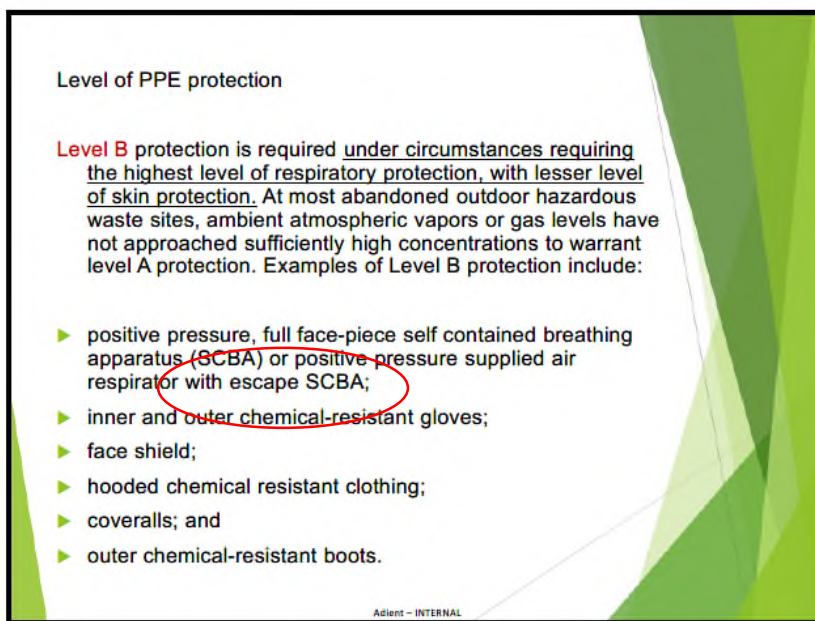 Level of PPE protection
Level B protection is required under circumstances requiring
the highest level of respiratory protection, with lesser level
of skin protection. At most abandoned outdoor hazardous
waste sites, ambient atmospheric vapors or gas levels have
not approached sufficiently high concentrations to warrant
level A protection. Examples of Level B protection include:
positive pressure, full face-piece self contained breathing
apparatus (SCBA) or positive pressure supplied air
respirator with escape SCBA;
inner and outer chemical-resistant gloves;
face shield;
hooded chemical resistant clothing;
coveralls; and
outer chemical-resistant boots.
Adient – INTERNAL